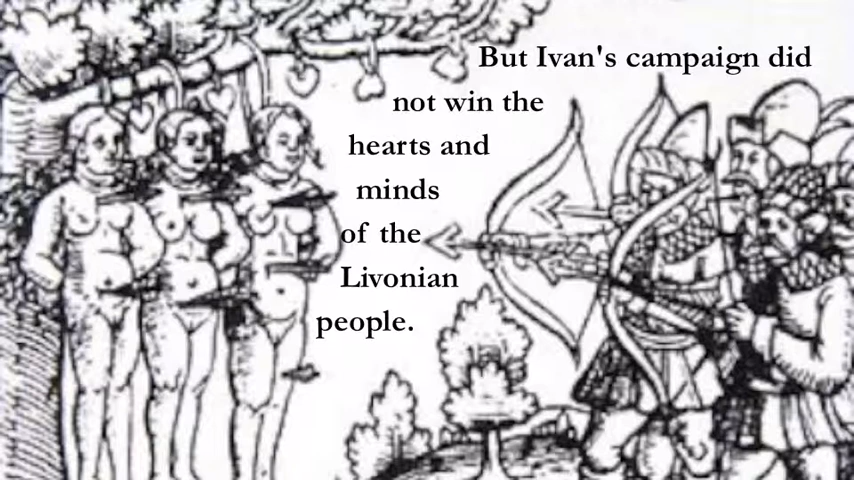 But Ivan's campaign did
not win the
hearts and
minds
of the
Livonian
people.